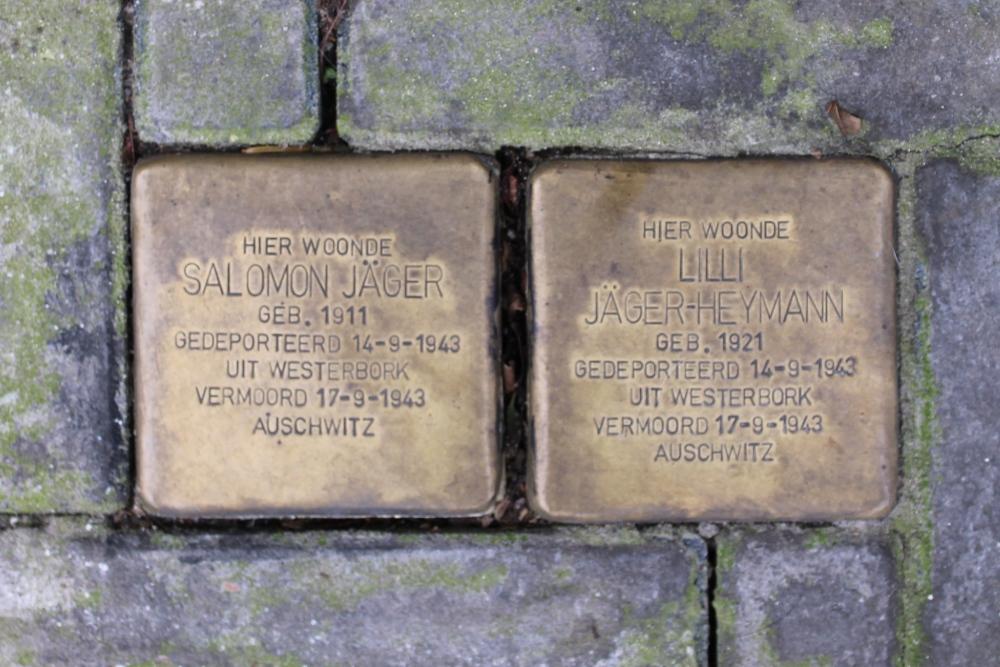 HIER WOONDE
SALOMON JÄGER
GEB. 1911
GEDEPORTEERD 14-9-1943
UIT WESTERBORK
VERMOORD 17-9-1943
AUSCHWITZ
HIER WOONDE
LILLI
JÄGER-HEYMANN
GEB. 1921
GEDEPORTEERD 14-9-1943
UIT WESTERBORK
VERMOORD 17-9-1943
AUSCHWITZ